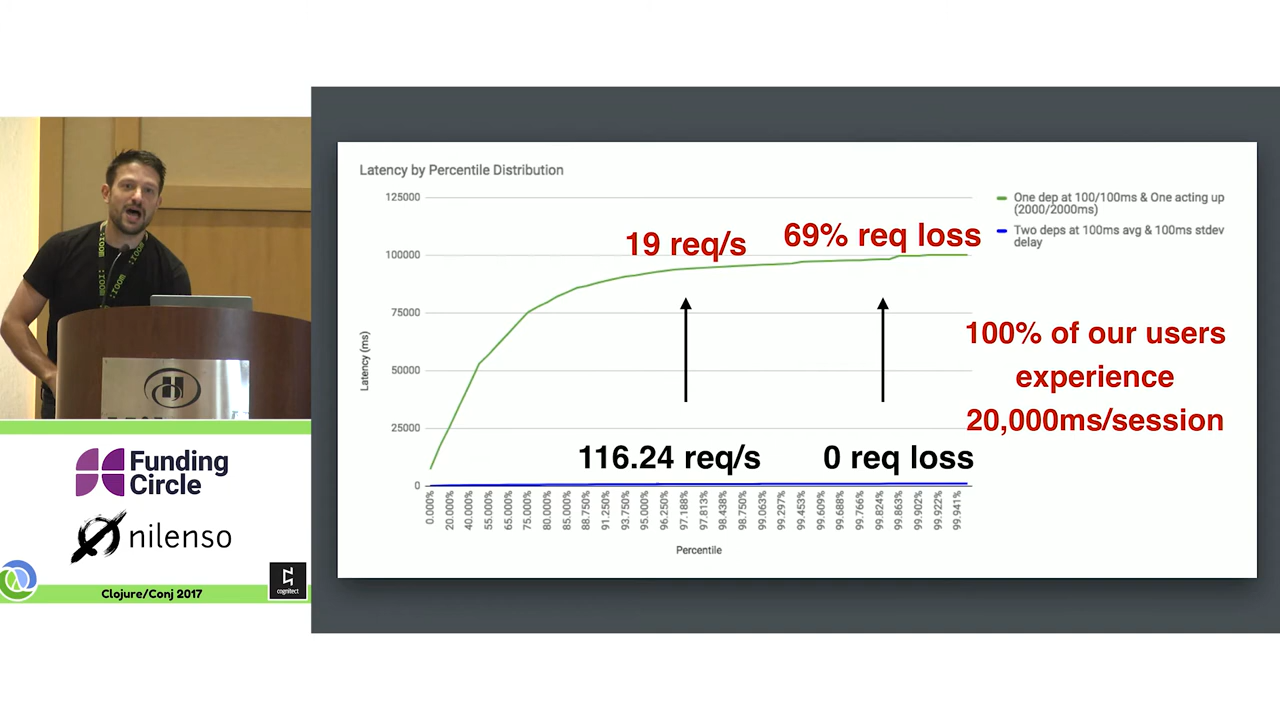 Latency by Percentile Distribution
125000
100000
75000
50000
25000
0
Latency (ms)
19 req/s
69% req loss
116.24 req/s
0 req loss
One dep at 100/100ms & One acting up
(2000/2000ms)
Two deps at 100ms avg & 100ms stdev
delay
100% of our users
experience
20,000ms/session
0.000%
20.000%
40.000%
55.000%
65.000%
75.000%
80.000%
85.000%
88.750%
91.250%
93.750%
95.000%
96.250%
97.188%
97.813%
98.438%
98.750%
99.063%
99.297%
99.453%
99.609%
99.688%
99.766%
99.824%
99.863%
99.902%
99.922%
99.941%
Percentile
Funding
Circle
nilenso
Clojure/Conj 2017
cognitect